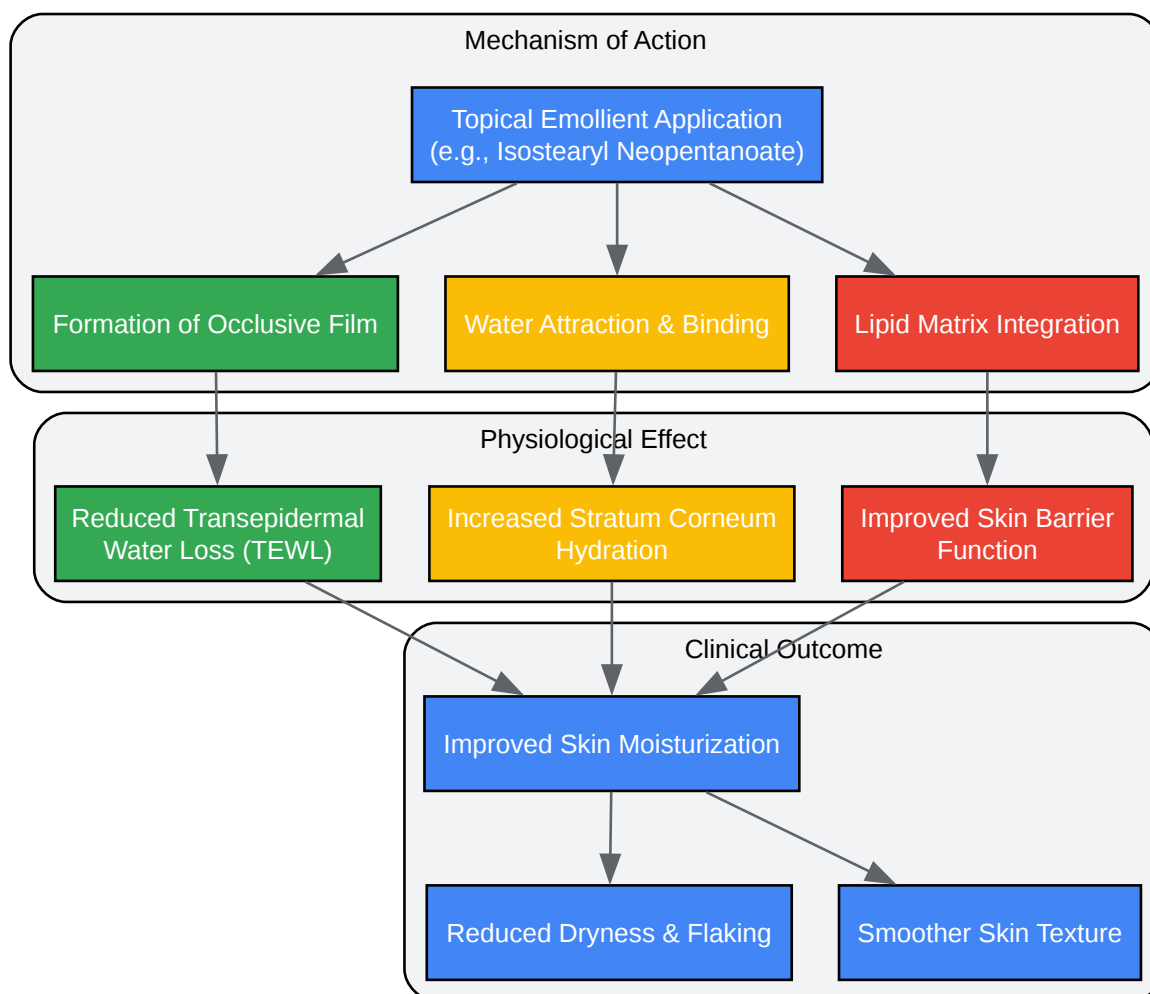 Mechanism of Action
Topical Emollient Application
(e.g., Isostearyl Neopentanoate)
Formation of Occlusive Film
Water Attraction & Binding
Lipid Matrix Integration
Physiological Effect
Reduced Transepidermal
Water Loss (TEWL)
Increased Stratum Corneum
Hydration
Improved Skin Barrier
Function
Clinical Outcome
Improved Skin Moisturization
Reduced Dryness & Flaking
Smoother Skin Texture